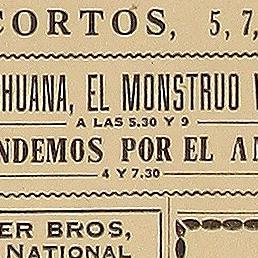 CORTOS, 5, 7,
HUANA, EL MONSTRUO
A LAS 5.30 Y 9
NDEMOS POR EL A
4 Y 7.30
ER BROS,
NATIONAL